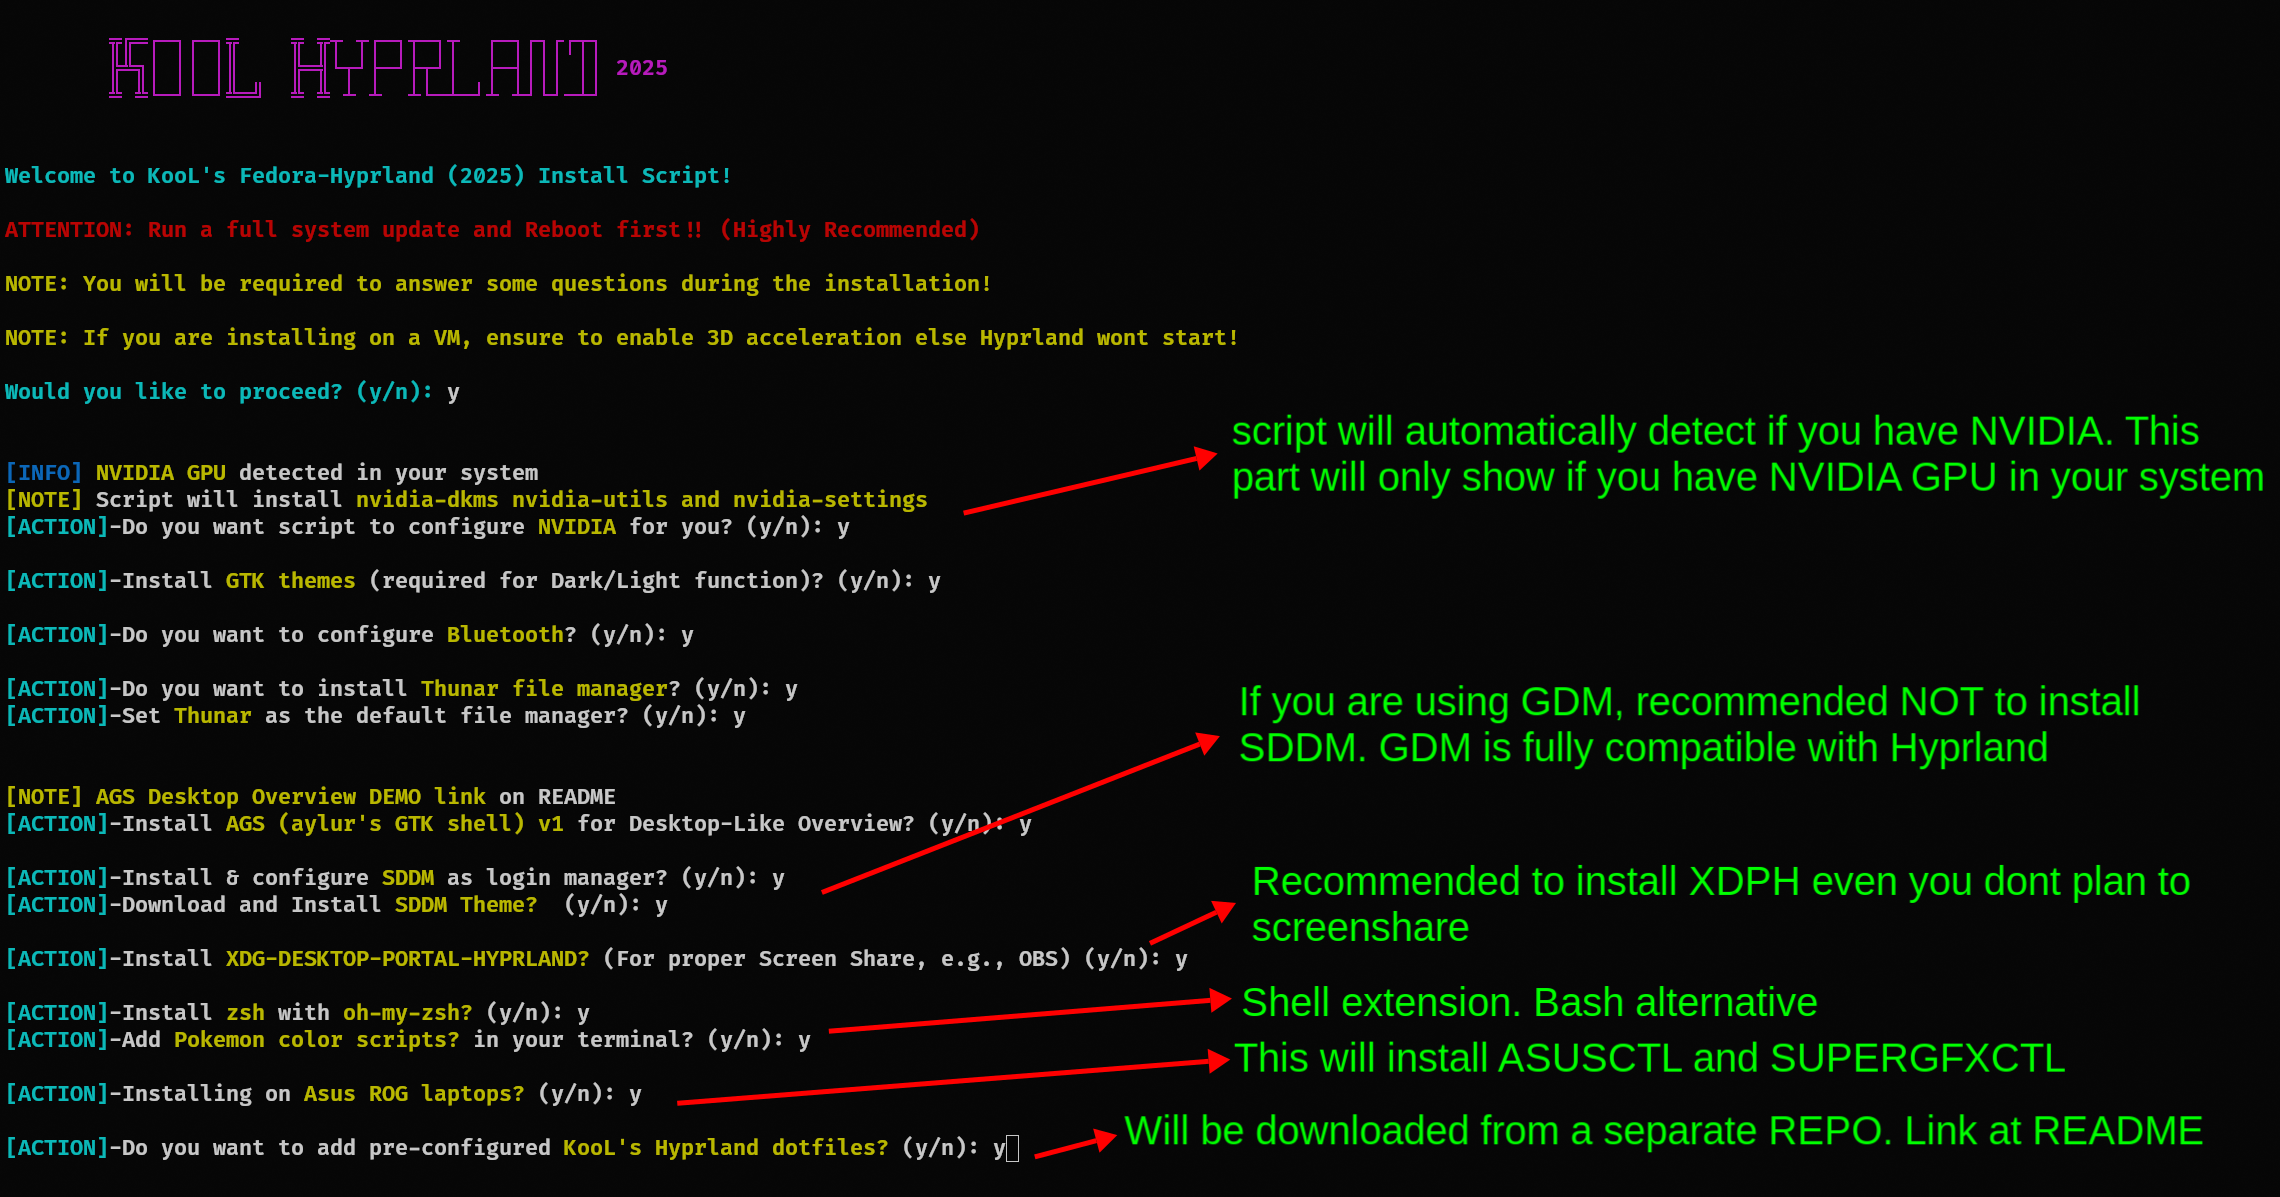 KOOL HYPRLAND 2025
Welcome to KooL's Fedora-Hyprland (2025) Install Script!
ATTENTION: Run a full system update and Reboot first!! (Highly Recommended)
NOTE: You will be required to answer some questions during the installation!
NOTE: If you are installing on a VM, ensure to enable 3D acceleration else Hyprland wont start!
Would you like to proceed? (y/n): y
script will automatically detect if you have NVIDIA. This
part will only show if you have NVIDIA GPU in your system
[INFO] NVIDIA GPU detected in your system
[NOTE] Script will install nvidia-dkms nvidia-utils and nvidia-settings
[ACTION]-Do you want script to configure NVIDIA for you? (y/n): y
[ACTION]-Install GTK themes (required for Dark/Light function)? (y/n): y
[ACTION]-Do you want to configure Bluetooth? (y/n): y
[ACTION]-Do you want to install Thunar file manager? (y/n): y
[ACTION]-Set Thunar as the default file manager? (y/n): y
If you are using GDM, recommended NOT to install
SDDM. GDM is fully compatible with Hyprland
[NOTE] AGS Desktop Overview DEMO link on README
[ACTION]-Install AGS (aylur's GTK shell) v1 for Desktop-Like Overview? (y/n): y
[ACTION]-Install & configure SDDM as login manager? (y/n): y
[ACTION]-Download and Install SDDM Theme?  (y/n): y
Recommended to install XDPH even you dont plan to
screenshare
[ACTION]-Install XDG-DESKTOP-PORTAL-HYPRLAND? (For proper Screen Share, e.g., OBS) (y/n): y
[ACTION]-Install zsh with oh-my-zsh? (y/n): y
[ACTION]-Add Pokemon color scripts? in your terminal? (y/n): y
Shell extension. Bash alternative
This will install ASUSCTL and SUPERGFXCTL
[ACTION]-Installing on Asus ROG laptops? (y/n): y
[ACTION]-Do you want to add pre-configured KooL's Hyprland dotfiles? (y/n): y
Will be downloaded from a separate REPO. Link at README